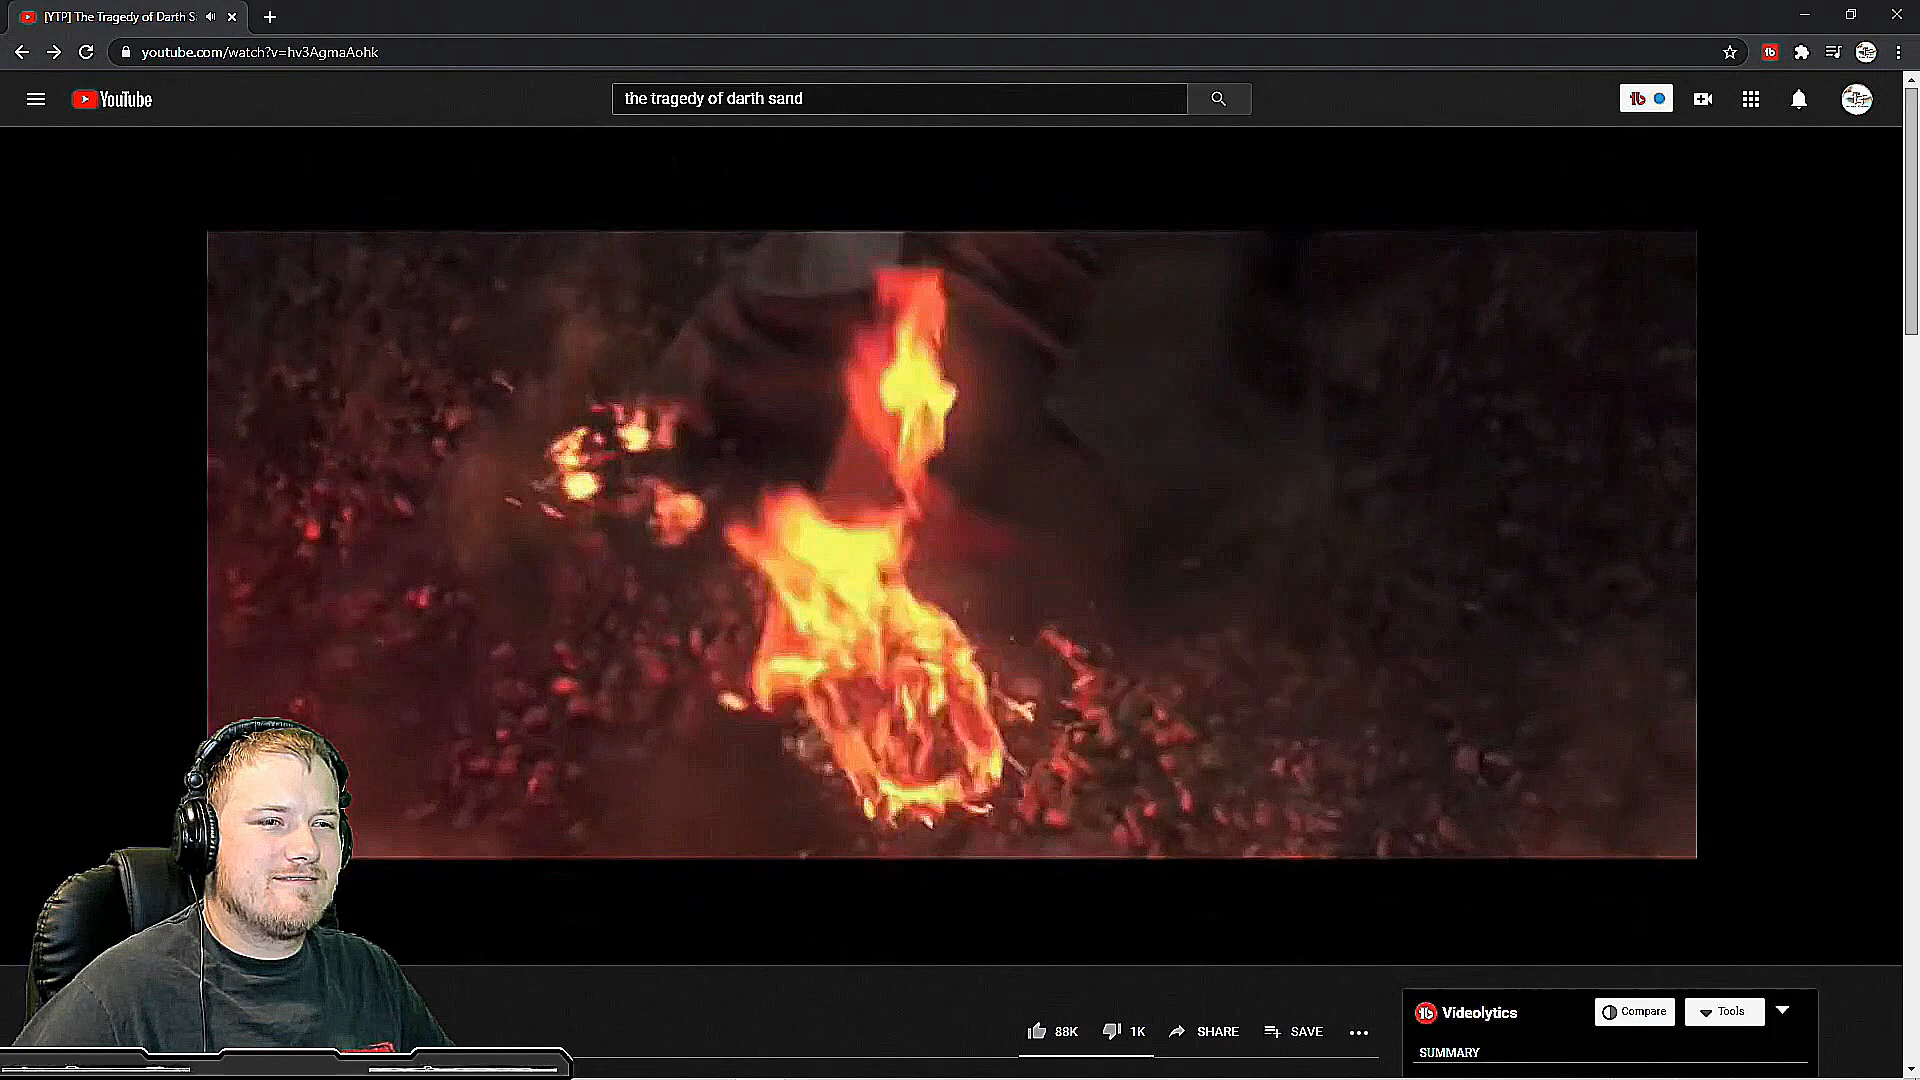 [YTP] The Tragedy of Darth S
youtube.com/watch?v=hv3AgmaAohk
YouTube
the tragedy of darth sand
88K
1K
SHARE
SAVE
Videolytics
Compare
Tools
SUMMARY